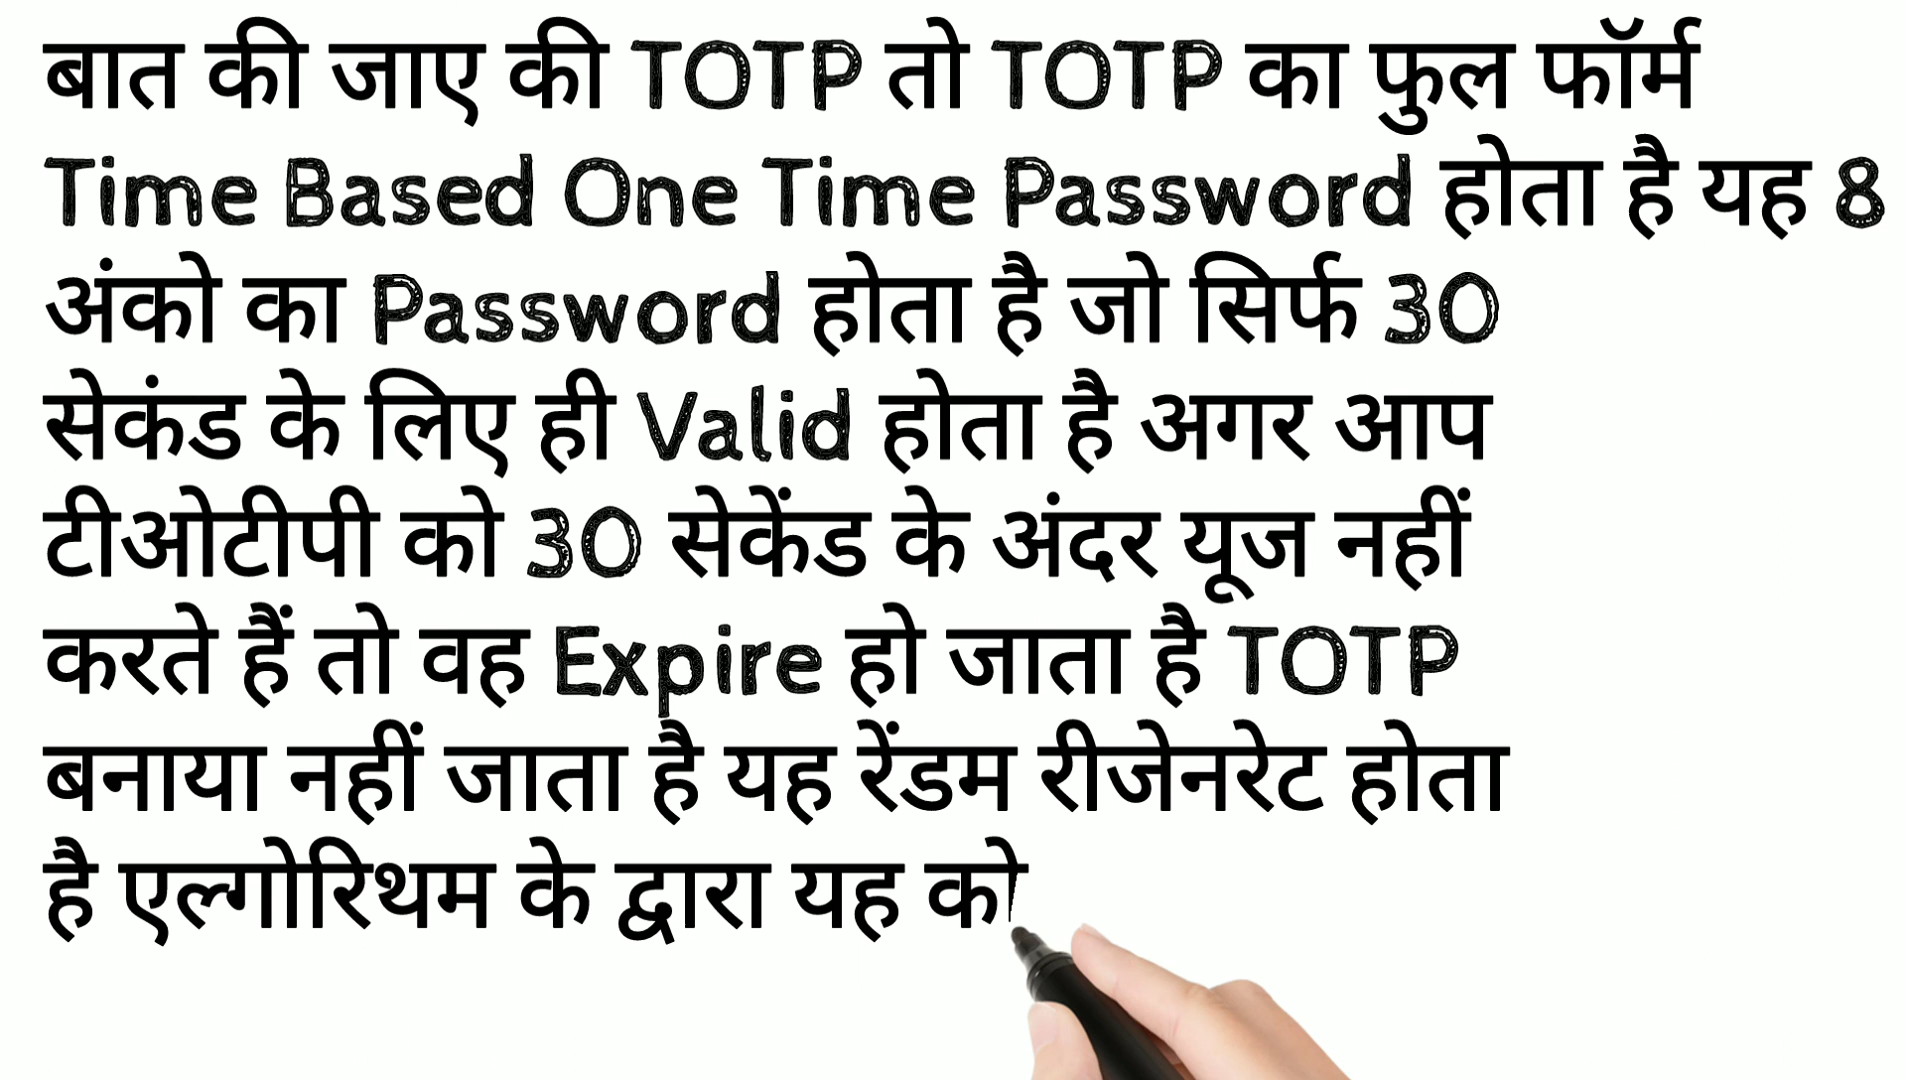 बात की जाए की TOTP तो TOTP का फुल फॉर्म
Time Based One Time Password होता है यह 8
अंको का Password होता है जो सिर्फ 30
सेकंड के लिए ही Valid होता है अगर आप
टीओटीपी को 30 सेकेंड के अंदर यूज नहीं
करते हैं तो वह Expire हो जाता है TOTP
बनाया नहीं जाता है यह रेंडम रीजेनरेट होता
है एल्गोरिथम के द्वारा यह को